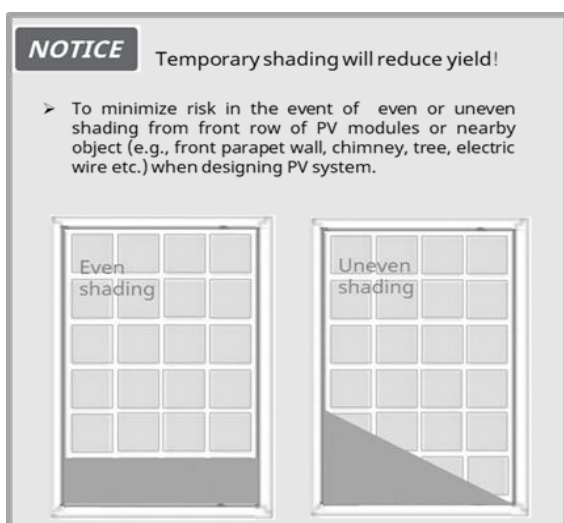 NOTICE
Temporary shading will reduce yield!
➢ To minimize risk in the event of even or uneven
shading from front row of PV modules or nearby
object (e.g., front parapet wall, chimney, tree, electric
wire etc.) when designing PV system.
Even
shading
Uneven
shading